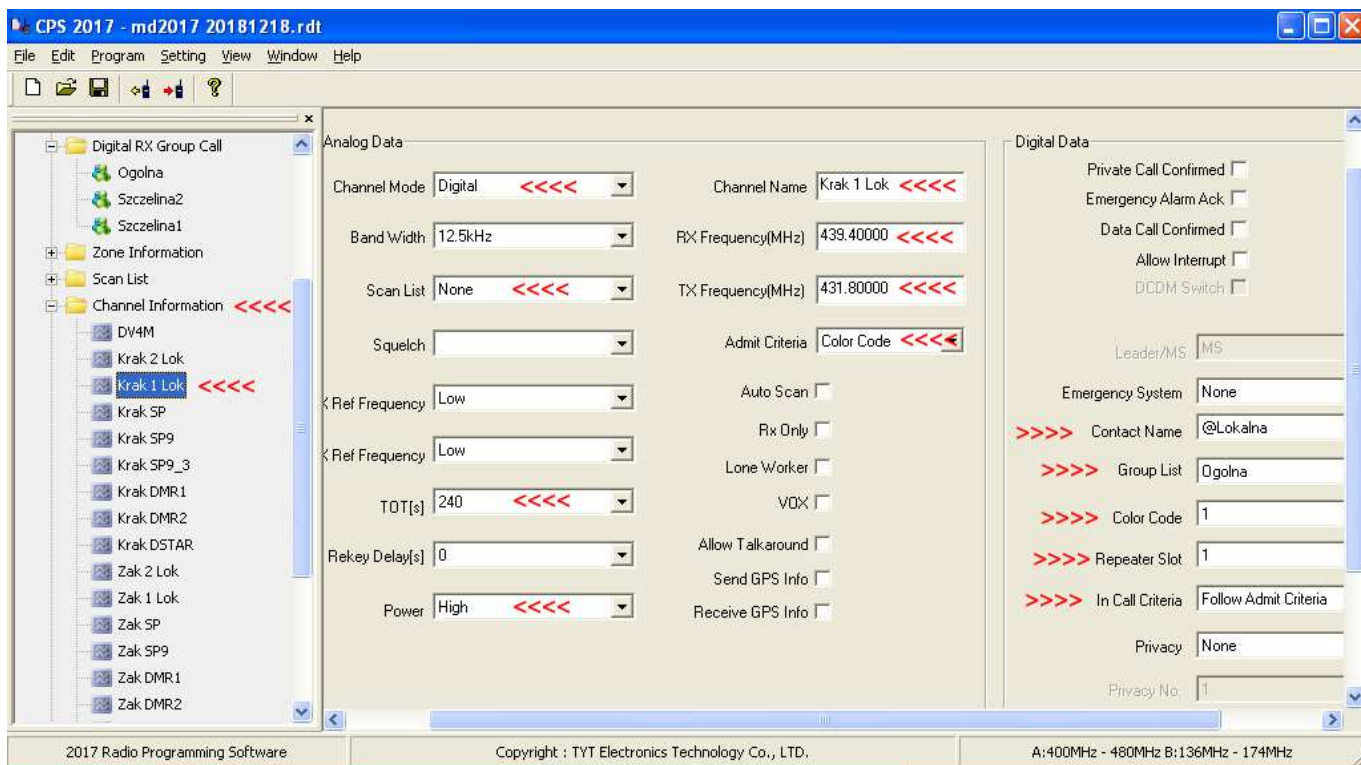 CPS 2017 - md2017 20181218.rdt
File Edit Program Setting View Window Help
Digital RX Group Call
Ogolna
Szczelina2
Szczelina1
Zone Information
Scan List
Channel Information <<<<
DV4M
Krak 2 Lok
Krak 1 Lok <<<<
Krak SP
Krak SP9
Krak SP9_3
Krak DMR1
Krak DMR2
Krak DSTAR
Zak 2 Lok
Zak 1 Lok
Zak SP
Zak SP9
Zak DMR1
Zak DMR2
Analog Data
Channel Mode Digital <<<<
Band Width 12.5kHz
Scan List None <<<<
Squelch
X Ref Frequency Low
X Ref Frequency Low
TOT[s] 240 <<<<
Rekey Delay[s] 0
Power High <<<<
Channel Name Krak 1 Lok <<<<
RX Frequency(MHz) 439.40000 <<<<
TX Frequency(MHz) 431.80000 <<<<
Admit Criteria Color Code <<<<
Auto Scan
Rx Only
Lone Worker
VOX
Allow Talkaround
Send GPS Info
Receive GPS Info
Digital Data
Private Call Confirmed
Emergency Alarm Ack
Data Call Confirmed
Allow Interrupt
DCDM Switch
Leader/MS MS
Emergency System None
>>>> Contact Name @Lokalna
>>>> Group List Ogolna
>>>> Color Code 1
>>>> Repeater Slot 1
>>>> In Call Criteria Follow Admit Criteria
Privacy None
Privacy No. 1
2017 Radio Programming Software
Copyright : TYT Electronics Technology Co., LTD.
A:400MHz - 480MHz B:136MHz - 174MHz